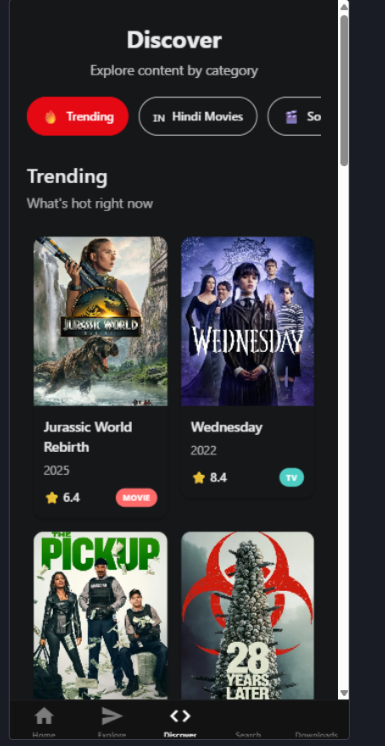 Discover
Explore content by category
Trending
IN Hindi Movies
So
Trending
What's hot right now
JURASSIC WORLD
WEDNESDAY
Jurassic World
Rebirth
2025
6.4
MOVIE
Wednesday
2022
8.4
TV
THE
PICKUP
28
YEARS
LATER
Home
Explore
Discover
Search
Downloads